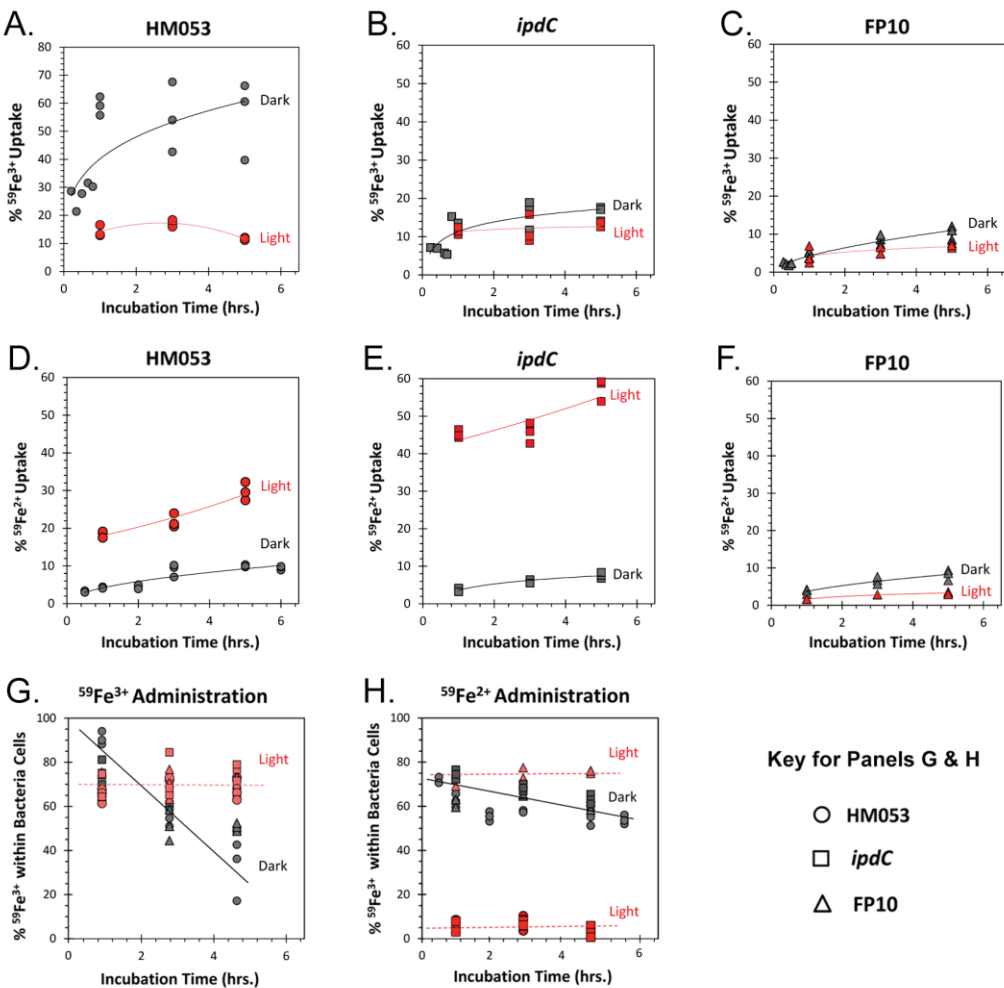 A.
HM053
% ⁵⁹Fe³⁺ Uptake
80
70
60
50
40
30
20
10
0
Dark
Light
0 2 4 6
Incubation Time (hrs.)
B.
ipdC
% ⁵⁹Fe³⁺ Uptake
60
50
40
30
20
10
0
Dark
Light
0 2 4 6
Incubation Time (hrs.)
C.
FP10
% ⁵⁹Fe³⁺ Uptake
60
50
40
30
20
10
0
Dark
Light
0 2 4 6
Incubation Time (hrs.)
D.
HM053
% ⁵⁹Fe²⁺ Uptake
60
50
40
30
20
10
0
Light
Dark
0 2 4 6
Incubation Time (hrs.)
E.
ipdC
% ⁵⁹Fe²⁺ Uptake
60
50
40
30
20
10
0
Light
Dark
0 2 4 6
Incubation Time (hrs.)
F.
FP10
% ⁵⁹Fe²⁺ Uptake
60
50
40
30
20
10
0
Dark
Light
0 2 4 6
Incubation Time (hrs.)
G.
⁵⁹Fe³⁺ Administration
% ⁵⁹Fe³⁺ within Bacteria Cells
100
80
60
40
20
0
Light
Dark
0 2 4 6
Incubation Time (hrs.)
H.
⁵⁹Fe²⁺ Administration
% ⁵⁹Fe³⁺ within Bacteria Cells
100
80
60
40
20
0
Light
Dark
Light
0 2 4 6
Incubation Time (hrs.)
Key for Panels G & H
HM053
ipdC
FP10